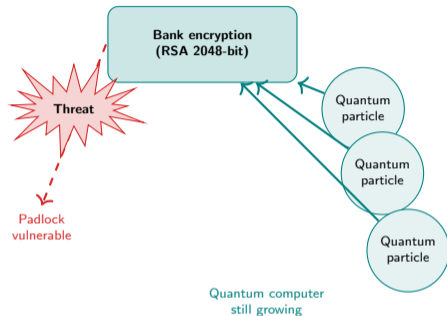 Bank encryption
(RSA 2048-bit)
Threat
Quantum
particle
Quantum
particle
Padlock
vulnerable
Quantum
particle
Quantum computer
still growing